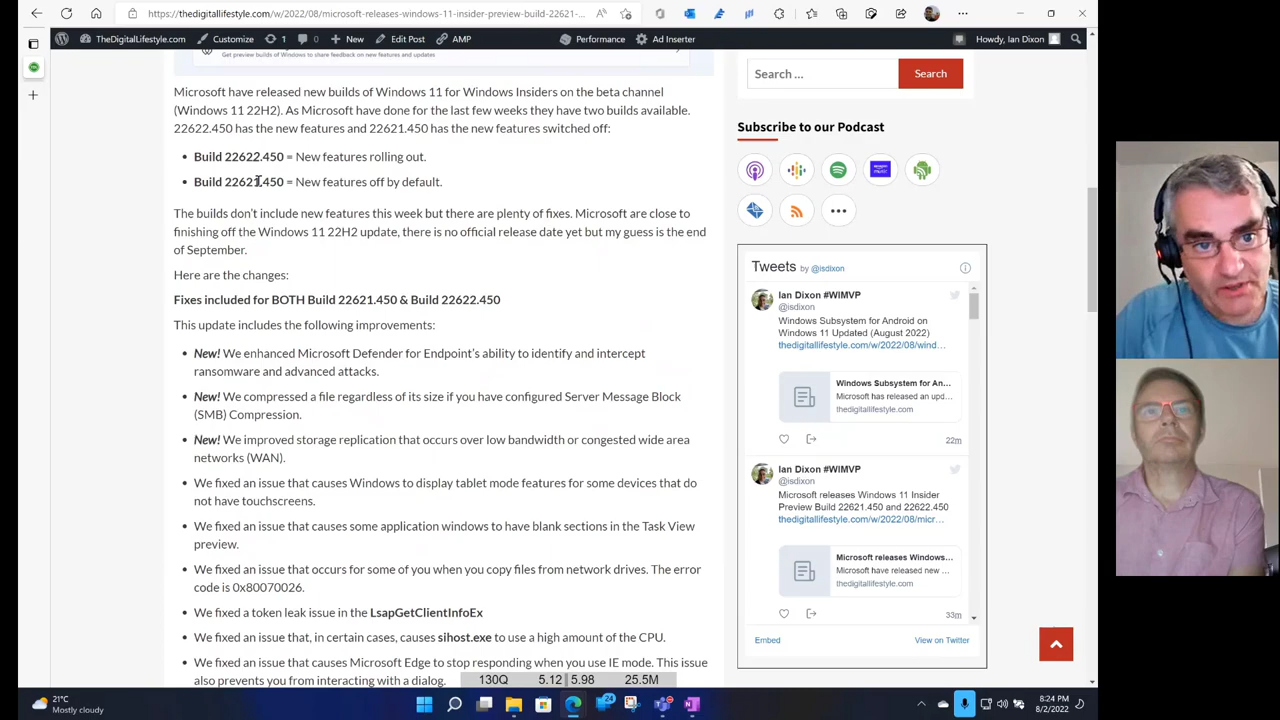 https://thedigitallifestyle.com/w/2022/08/microsoft-releases-windows-11-insider-preview-build-22621-...
TheDigitalLifestyle.com Customize 1 0 New Edit Post AMP Performance Ad Inserter Howdy, Ian Dixon
Get preview builds of Windows to share feedback on new features and updates
Microsoft have released new builds of Windows 11 for Windows Insiders on the beta channel
(Windows 11 22H2). As Microsoft have done for the last few weeks they have two builds available.
22622.450 has the new features and 22621.450 has the new features switched off:
• Build 22622.450 = New features rolling out.
• Build 22621.450 = New features off by default.
The builds don't include new features this week but there are plenty of fixes. Microsoft are close to
finishing off the Windows 11 22H2 update, there is no official release date yet but my guess is the end
of September.
Here are the changes:
Fixes included for BOTH Build 22621.450 & Build 22622.450
This update includes the following improvements:
• New! We enhanced Microsoft Defender for Endpoint's ability to identify and intercept
ransomware and advanced attacks.
• New! We compressed a file regardless of its size if you have configured Server Message Block
(SMB) Compression.
• New! We improved storage replication that occurs over low bandwidth or congested wide area
networks (WAN).
• We fixed an issue that causes Windows to display tablet mode features for some devices that do
not have touchscreens.
• We fixed an issue that causes some application windows to have blank sections in the Task View
preview.
• We fixed an issue that occurs for some of you when you copy files from network drives. The error
code is 0x80070026.
• We fixed a token leak issue in the LsapGetClientInfoEx
• We fixed an issue that, in certain cases, causes sihost.exe to use a high amount of the CPU.
• We fixed an issue that causes Microsoft Edge to stop responding when you use IE mode. This issue
also prevents you from interacting with a dialog.
130Q 5.12 5.98 25.5M
Search ...
Search
Subscribe to our Podcast
Tweets by @isdixon
Ian Dixon #WIMVP
@isdixon
Windows Subsystem for Android on
Windows 11 Updated (August 2022)
thedigitallifestyle.com/w/2022/08/wind...
Windows Subsystem for An...
Microsoft has released an upd...
thedigitallifestyle.com
22m
Ian Dixon #WIMVP
@isdixon
Microsoft releases Windows 11 Insider
Preview Build 22621.450 and 22622.450
thedigitallifestyle.com/w/2022/08/micr...
Microsoft releases Windows...
Microsoft have released new ...
thedigitallifestyle.com
33m
Embed
View on Twitter
21°C
Mostly cloudy
24
8:24 PM
8/2/2022